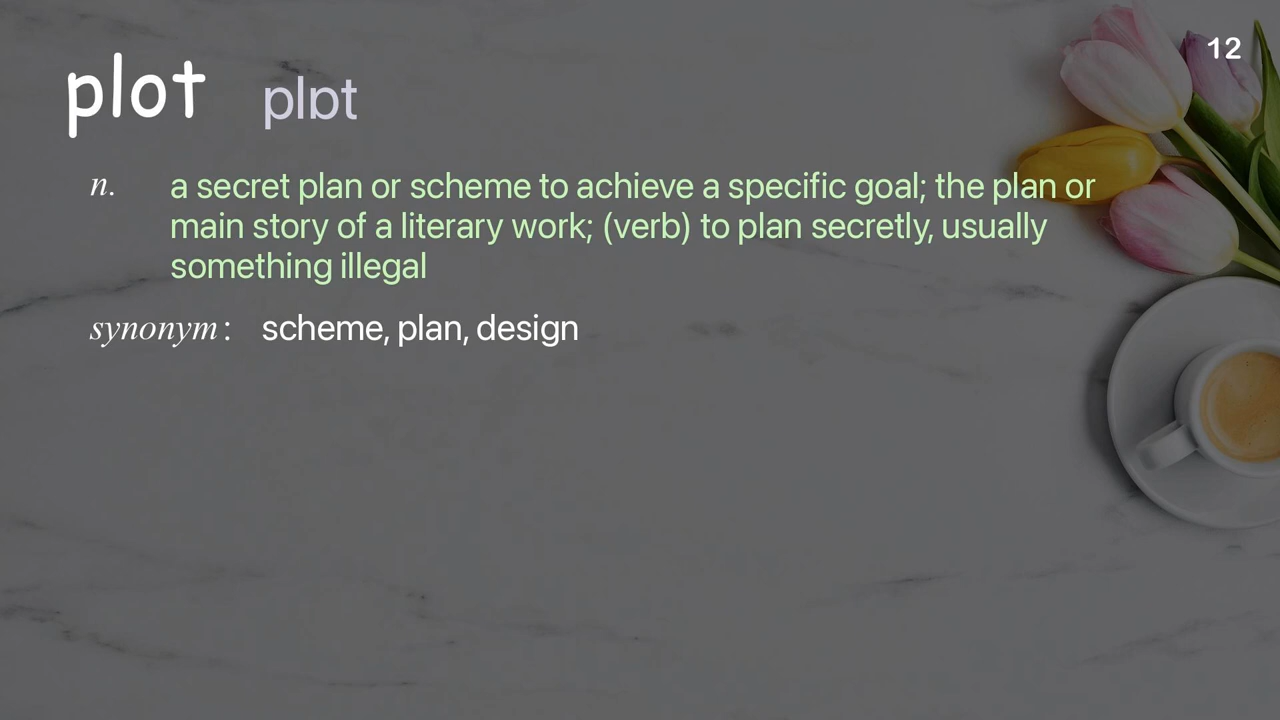 12
plot plɒt
n. a secret plan or scheme to achieve a specific goal; the plan or
main story of a literary work; (verb) to plan secretly, usually
something illegal
synonym: scheme, plan, design